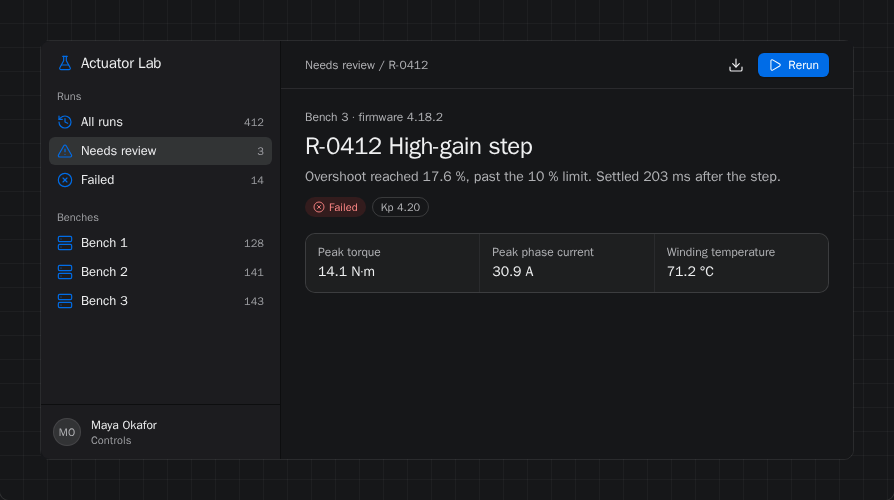 Actuator Lab
Runs
All runs 412
Needs review 3
Failed 14
Benches
Bench 1 128
Bench 2 141
Bench 3 143
MO
Maya Okafor
Controls
Needs review / R-0412
Rerun
Bench 3 · firmware 4.18.2
R-0412 High-gain step
Overshoot reached 17.6 %, past the 10 % limit. Settled 203 ms after the step.
Failed
Kp 4.20
Peak torque
14.1 N·m
Peak phase current
30.9 A
Winding temperature
71.2 °C